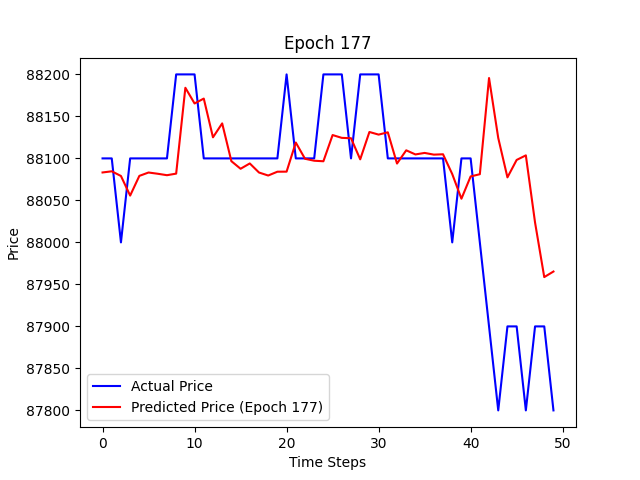 Epoch 177
88200
88150
88100
88050
88000
87950
87900
87850
87800
Price
Actual Price
Predicted Price (Epoch 177)
0 10 20 30 40 50
Time Steps